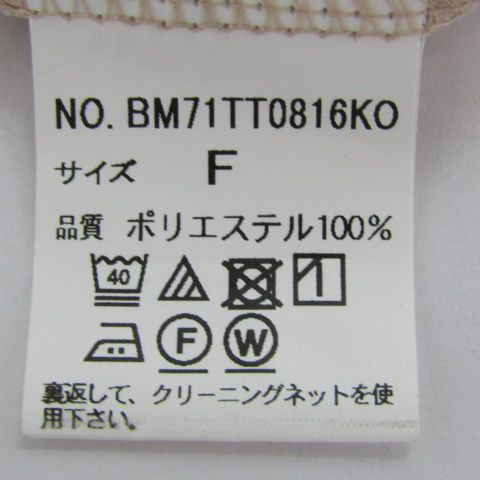 NO. BM71TT0816KO
サイズ F
品質 ポリエステル100%
40
F W
裏返して、クリーニングネットを使
用下さい。